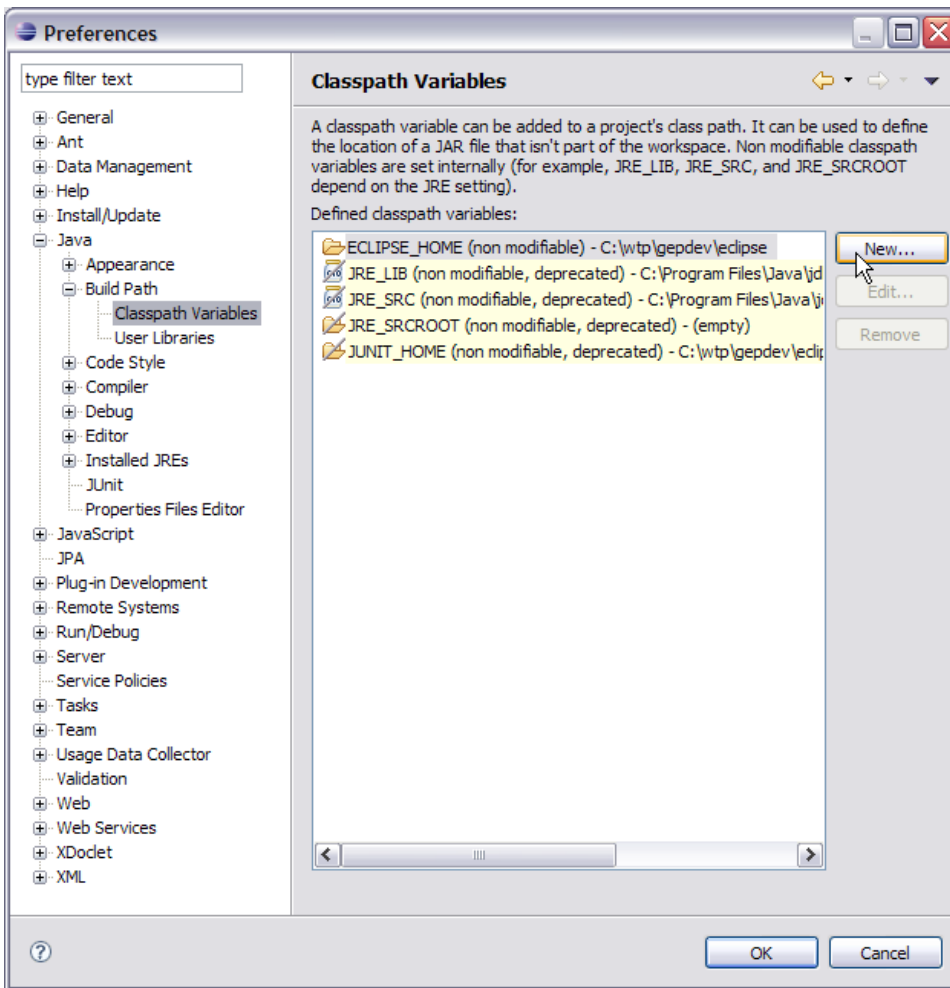 Preferences
type filter text
General
Ant
Data Management
Help
Install/Update
Java
Appearance
Build Path
Classpath Variables
User Libraries
Code Style
Compiler
Debug
Editor
Installed JREs
JUnit
Properties Files Editor
JavaScript
JPA
Plug-in Development
Remote Systems
Run/Debug
Server
Service Policies
Tasks
Team
Usage Data Collector
Validation
Web
Web Services
XDoclet
XML
Classpath Variables
A classpath variable can be added to a project's class path. It can be used to define
the location of a JAR file that isn't part of the workspace. Non modifiable classpath
variables are set internally (for example, JRE_LIB, JRE_SRC, and JRE_SRCROOT
depend on the JRE setting).
Defined classpath variables:
ECLIPSE_HOME (non modifiable) - C:\wtp\gepdev\eclipse
JRE_LIB (non modifiable, deprecated) - C:\Program Files\Java\jd
JRE_SRC (non modifiable, deprecated) - C:\Program Files\Java\j
JRE_SRCROOT (non modifiable, deprecated) - (empty)
JUNIT_HOME (non modifiable, deprecated) - C:\wtp\gepdev\eclip
New...
Edit...
Remove
OK
Cancel